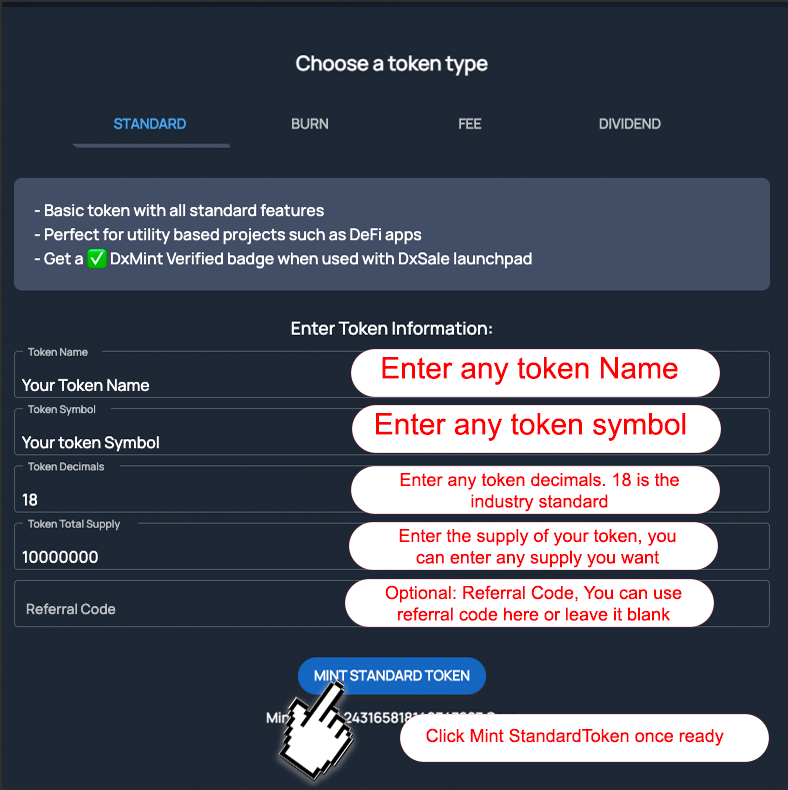 Choose a token type
STANDARD BURN FEE DIVIDEND
- Basic token with all standard features
- Perfect for utility based projects such as DeFi apps
- Get a ✅ DxMint Verified badge when used with DxSale launchpad
Enter Token Information:
Token Name
Your Token Name
Enter any token Name
Token Symbol
Your token Symbol
Enter any token symbol
Token Decimals
18
Enter any token decimals. 18 is the
industry standard
Token Total Supply
10000000
Enter the supply of your token, you
can enter any supply you want
Referral Code
Optional: Referral Code, You can use
referral code here or leave it blank
MINT STANDARD TOKEN
Click Mint StandardToken once ready